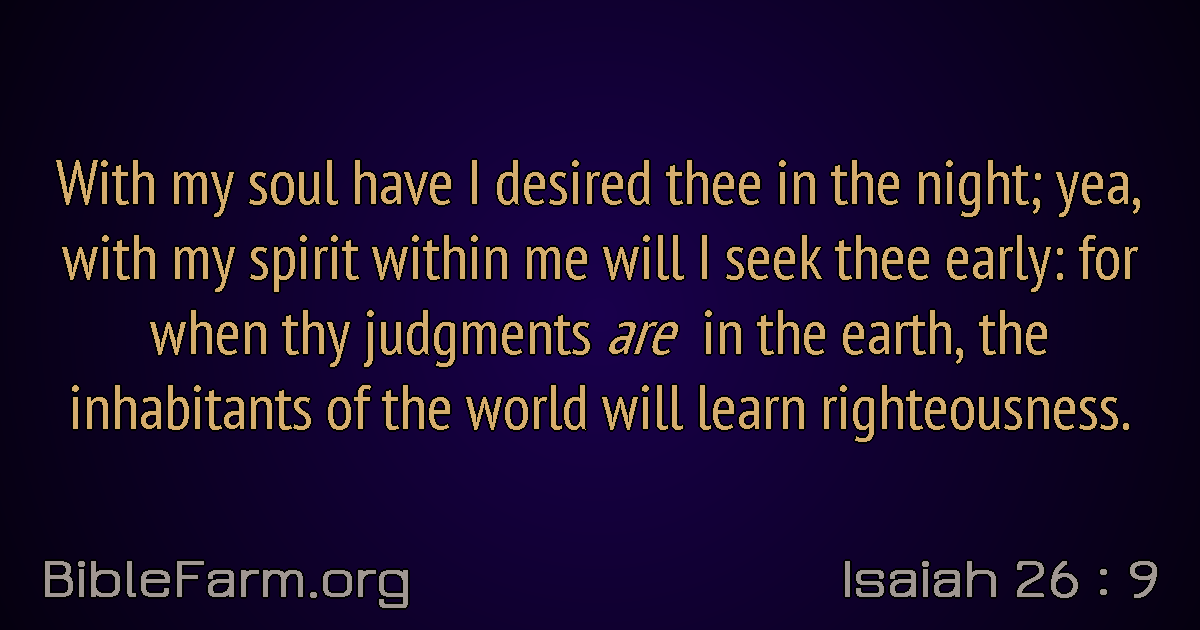 With my soul have I desired thee in the night; yea,
with my spirit within me will I seek thee early: for
when thy judgments are in the earth, the
inhabitants of the world will learn righteousness.
BibleFarm.org
Isaiah 26 : 9